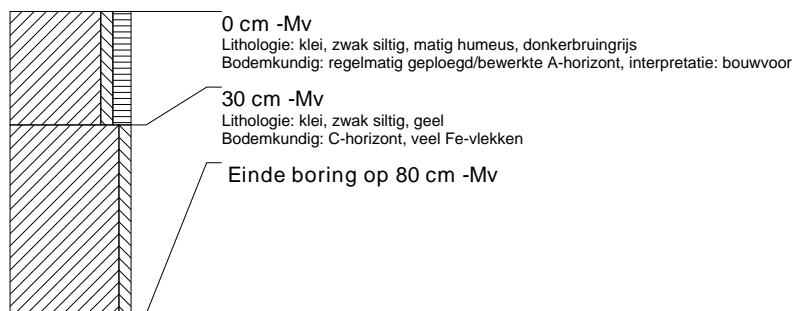 0 cm -Mv
Lithologie: klei, zwak siltig, matig humeus, donkerbruingrijs
Bodemkundig: regelmatig geploegd/bewerkte A-horizont, interpretatie: bouwvoor
30 cm -Mv
Lithologie: klei, zwak siltig, geel
Bodemkundig: C-horizont, veel Fe-vlekken
Einde boring op 80 cm -Mv